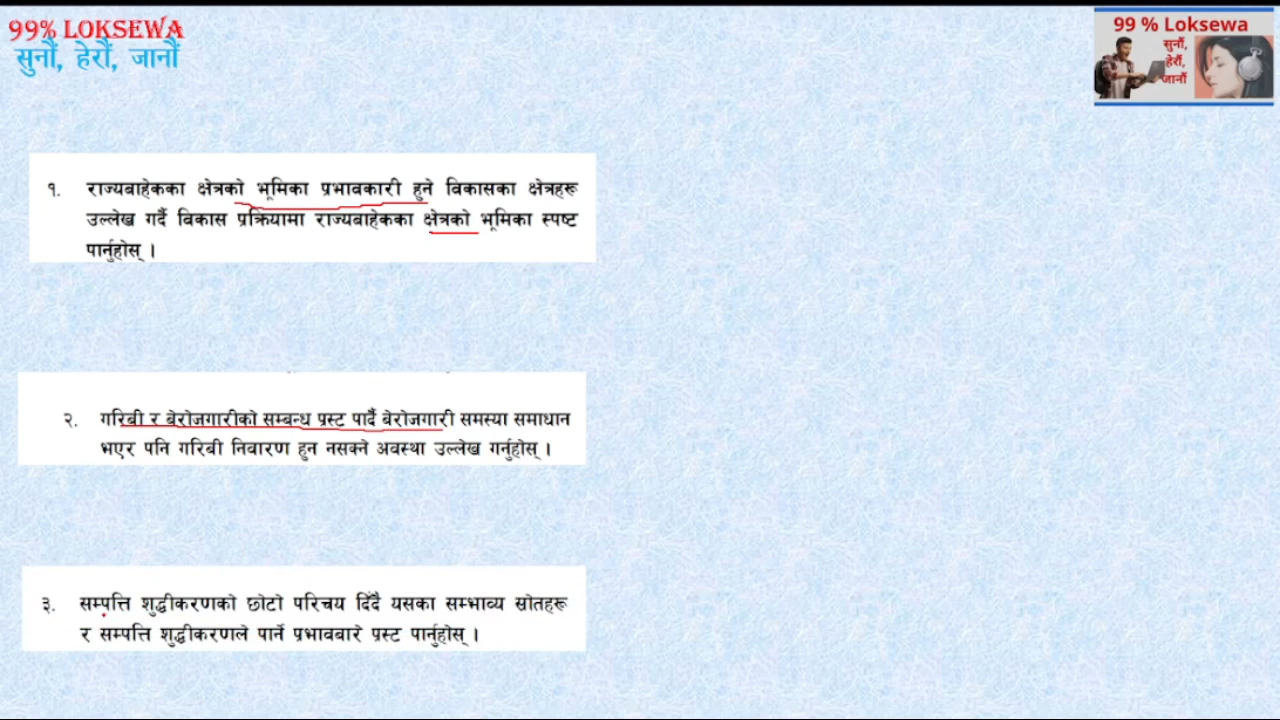 99% LOKSEWA
सुनौं, हेरौं, जानौं
99 % Loksewa
सुनौं,
हेरौं,
जानौं
१. राज्यबाहेकका क्षेत्रको भूमिका प्रभावकारी हुने विकासका क्षेत्रहरू
उल्लेख गर्दै विकास प्रक्रियामा राज्यबाहेकका क्षेत्रको भूमिका स्पष्ट
पार्नुहोस् ।
२. गरिबी र बेरोजगारीको सम्बन्ध प्रस्ट पार्दै बेरोजगारी समस्या समाधान
भएर पनि गरिबी निवारण हुन नसक्ने अवस्था उल्लेख गर्नुहोस् ।
३. सम्पत्ति शुद्धीकरणको छोटो परिचय दिँदै यसका सम्भाव्य स्रोतहरू
र सम्पत्ति शुद्धीकरणले पार्ने प्रभावबारे प्रस्ट पार्नुहोस् ।